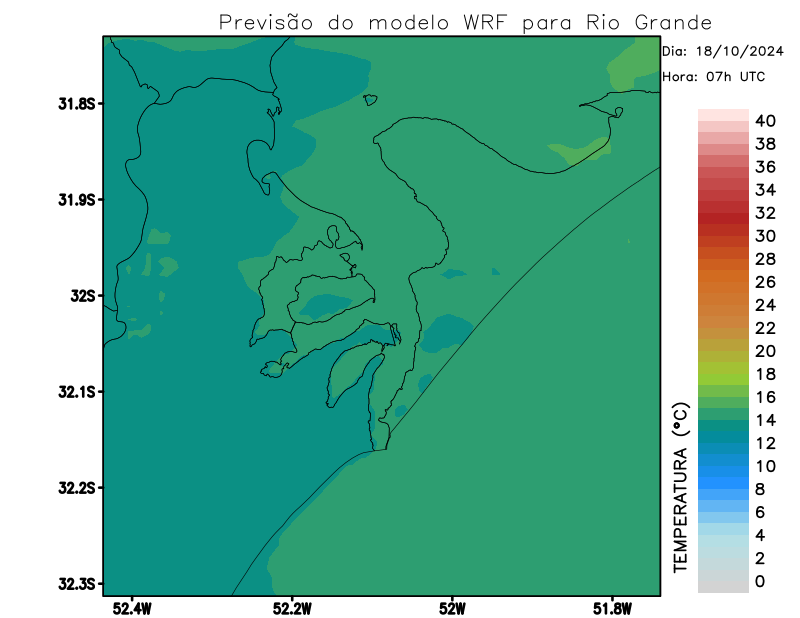 Previsão do modelo WRF para Rio Grande
Dia: 18/10/2024
Hora: 07h UTC
31.8S
31.9S
32S
32.1S
32.2S
32.3S
52.4W
52.2W
52W
51.8W
TEMPERATURA (ºC)
40
38
36
34
32
30
28
26
24
22
20
18
16
14
12
10
8
6
4
2
0